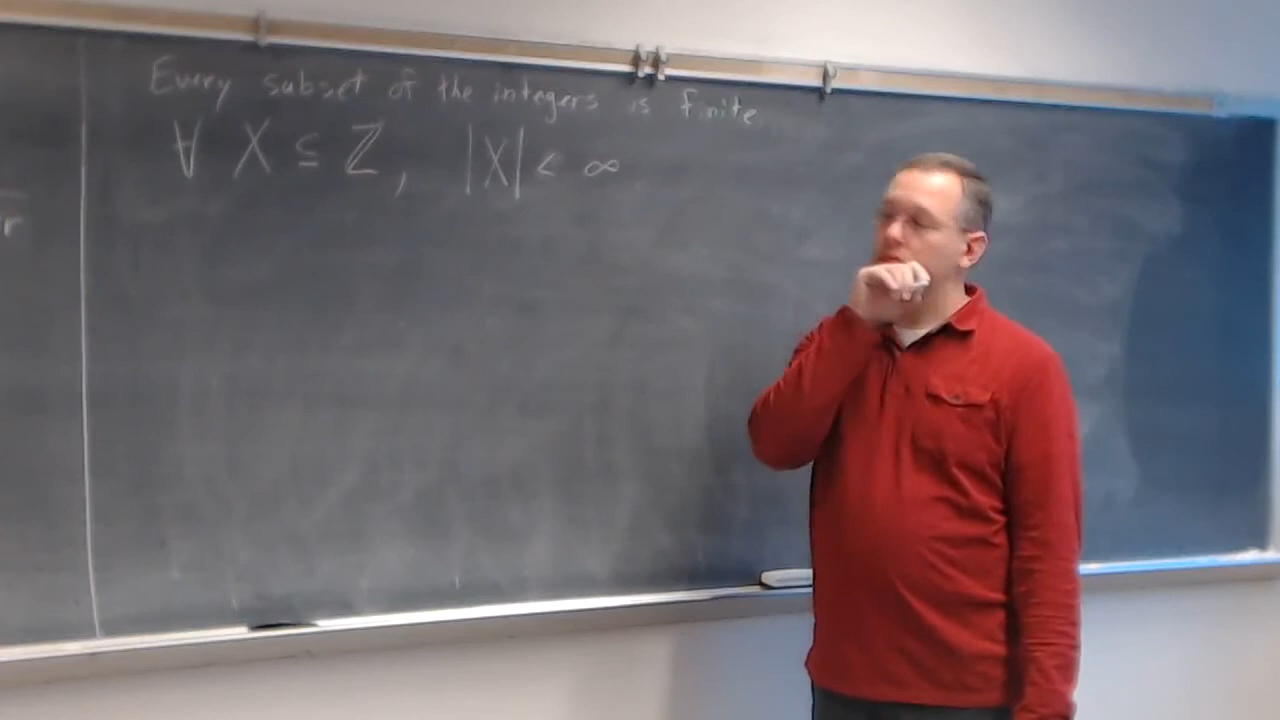 Every subset of the integers is finite
∀ X ⊆ ℤ, |X| < ∞
r